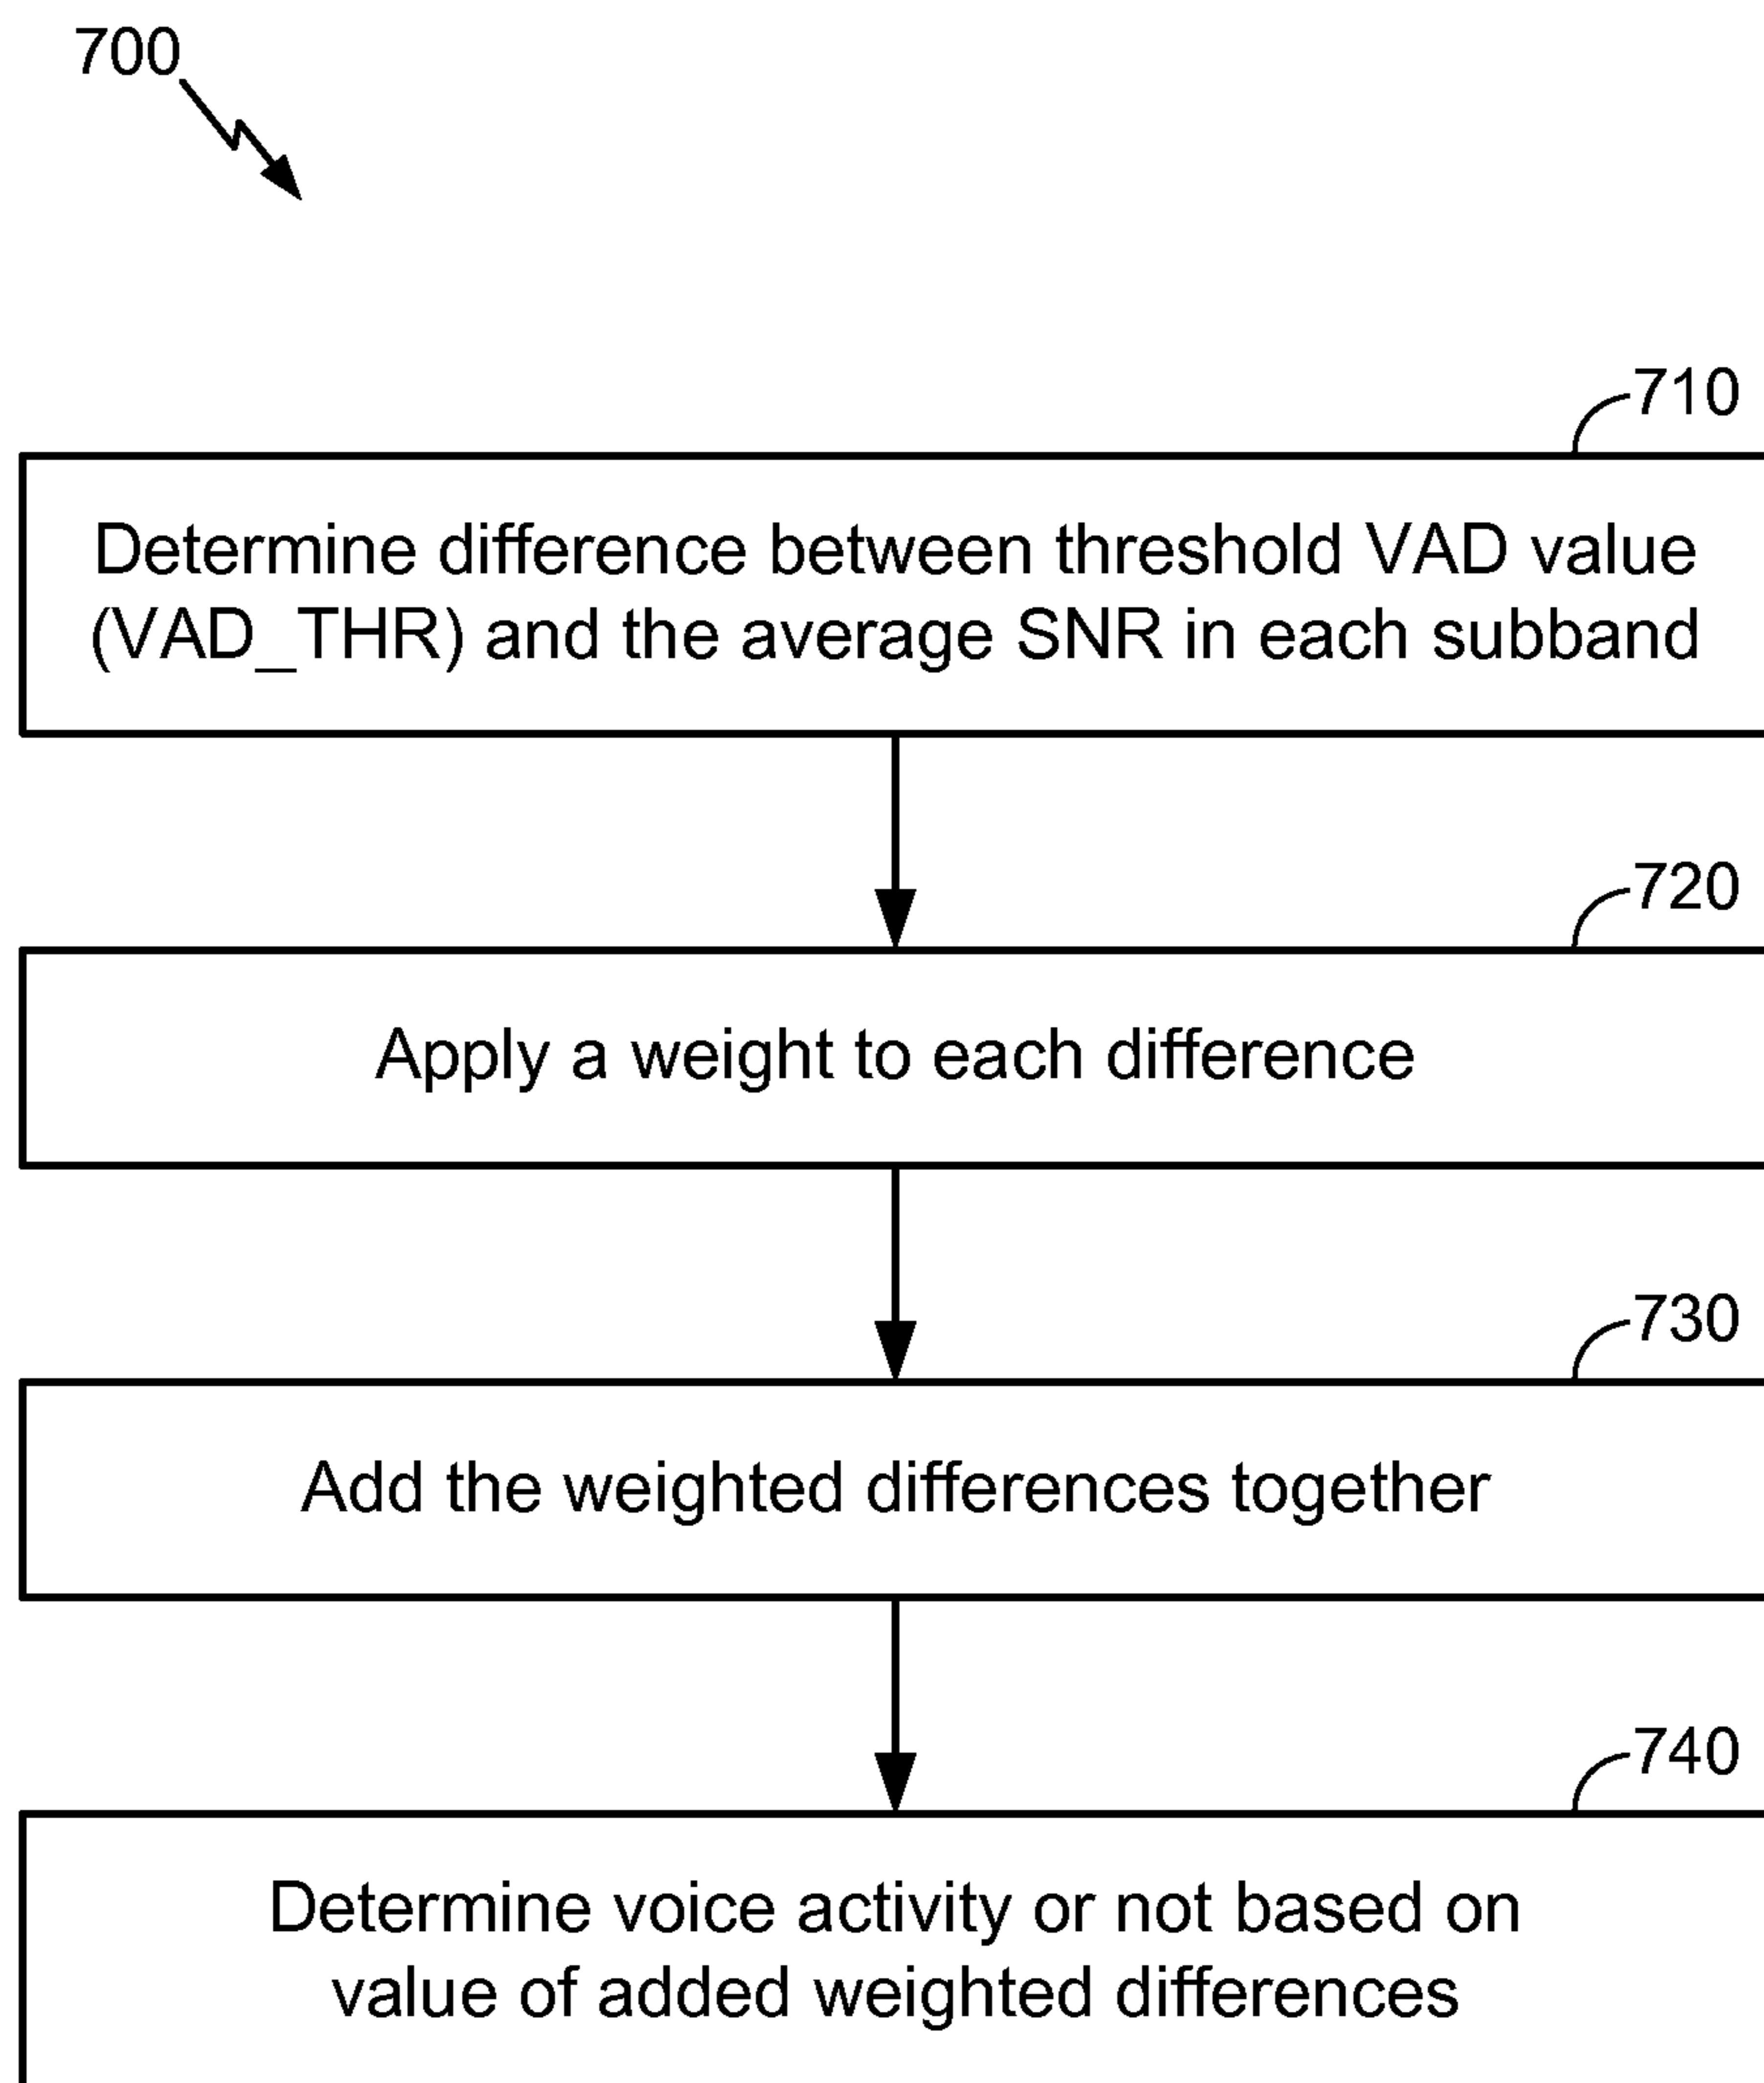 700
710
Determine difference between threshold VAD value
(VAD_THR) and the average SNR in each subband
720
Apply a weight to each difference
730
Add the weighted differences together
740
Determine voice activity or not based on
value of added weighted differences